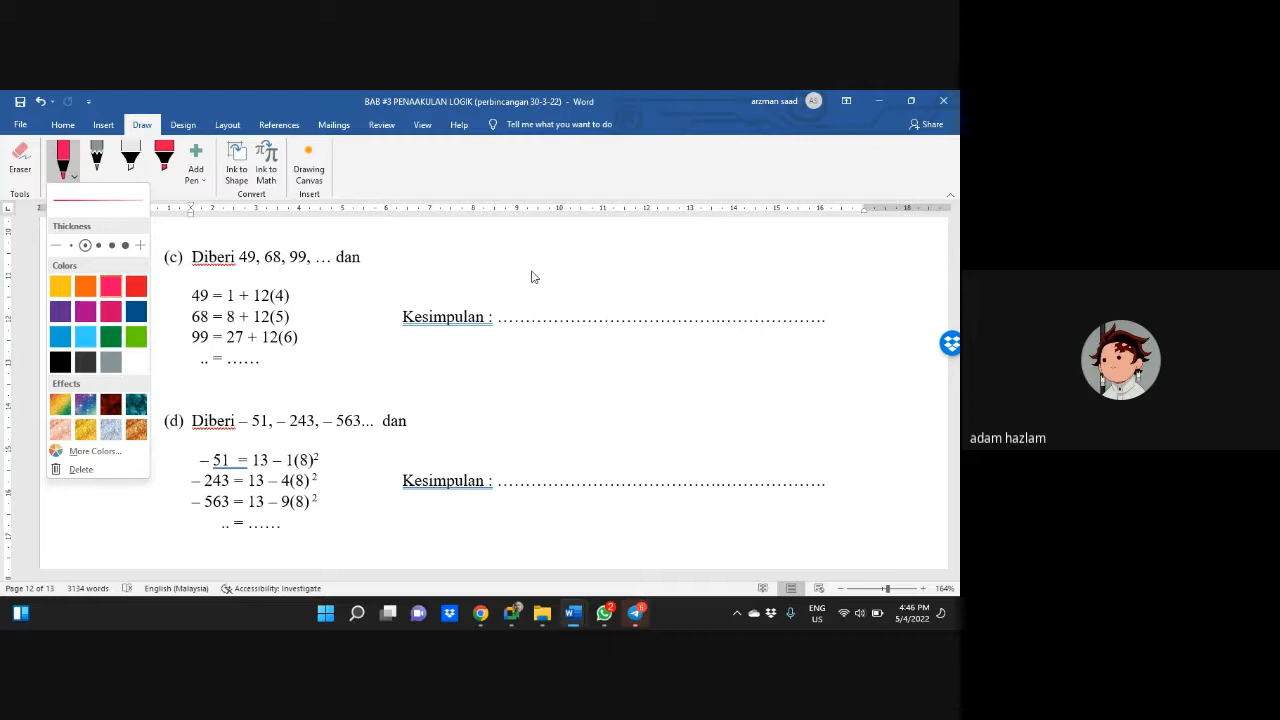 BAB #3 PENAAKULAN LOGIK (perbincangan 30-3-22) - Word
arzman saad AS
File Home Insert Draw Design Layout References Mailings Review View Help Tell me what you want to do Share
Eraser
Add Pen
Ink to Shape
Ink to Math
Drawing Canvas
Tools
Convert
Insert
Thickness
Colors
Effects
More Colors...
Delete
(c) Diberi 49, 68, 99, … dan
49 = 1 + 12(4)
68 = 8 + 12(5)
Kesimpulan : …………………………………….……………….
99 = 27 + 12(6)
.. = ……
(d) Diberi – 51, – 243, – 563... dan
– 51 = 13 – 1(8)²
– 243 = 13 – 4(8) ²
Kesimpulan : …………………………………….……………….
– 563 = 13 – 9(8) ²
.. = ……
adam hazlam
Page 12 of 13 3134 words English (Malaysia) Accessibility: Investigate 164%
ENG US
4:46 PM
5/4/2022